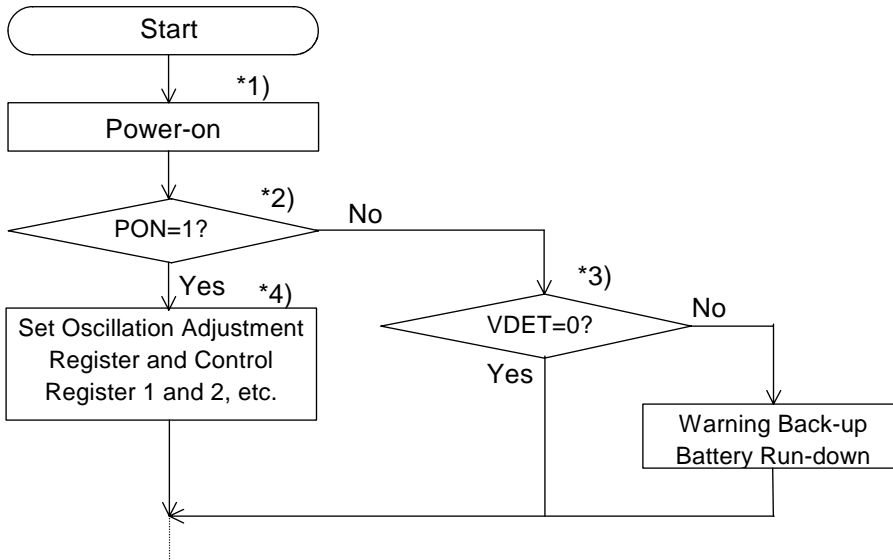 Start
*1)
Power-on
*2)
PON=1?
No
Yes
*4)
Set Oscillation Adjustment
Register and Control
Register 1 and 2, etc.
*3)
VDET=0?
No
Yes
Warning Back-up
Battery Run-down